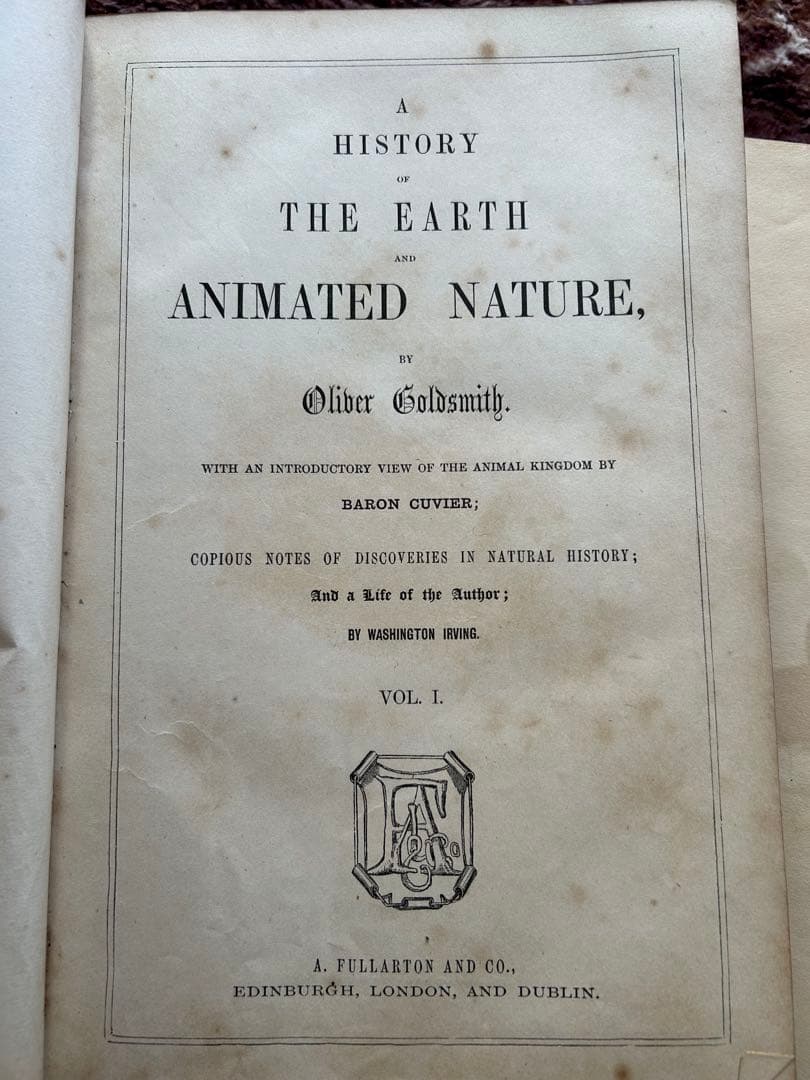 A
HISTORY
OF
THE EARTH
AND
ANIMATED NATURE,
BY
Oliver Goldsmith.
WITH AN INTRODUCTORY VIEW OF THE ANIMAL KINGDOM BY
BARON CUVIER;
COPIOUS NOTES OF DISCOVERIES IN NATURAL HISTORY;
And a Life of the Author;
BY WASHINGTON IRVING.
VOL. I.
A. FULLARTON AND CO.,
EDINBURGH, LONDON, AND DUBLIN.